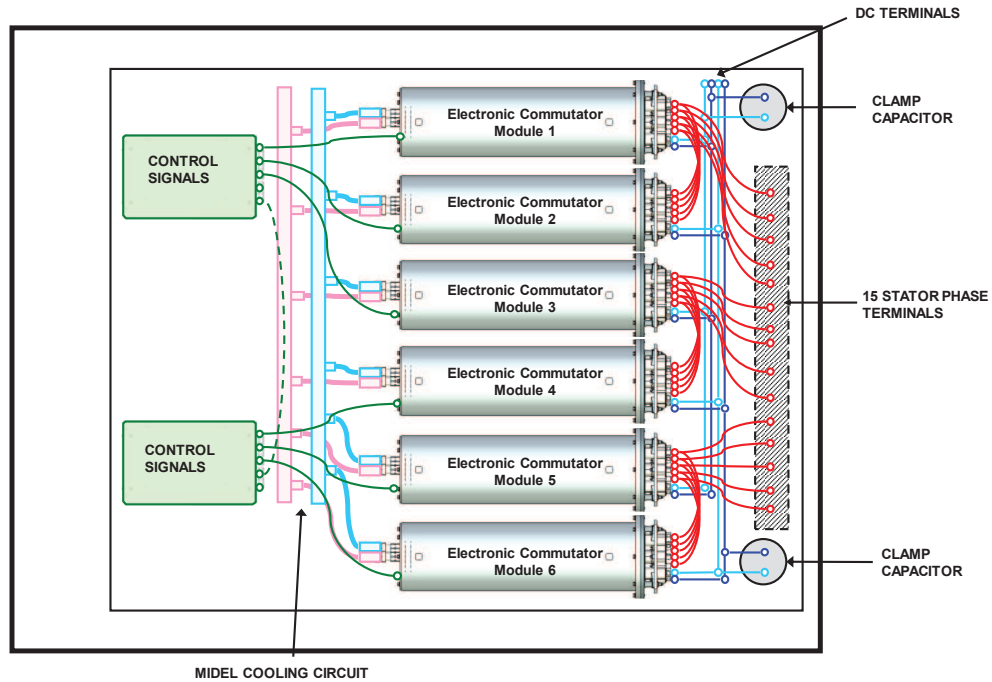 DC TERMINALS
CLAMP
CAPACITOR
Electronic Commutator
Module 1
CONTROL
SIGNALS
Electronic Commutator
Module 2
Electronic Commutator
Module 3
15 STATOR PHASE
TERMINALS
Electronic Commutator
Module 4
CONTROL
SIGNALS
Electronic Commutator
Module 5
Electronic Commutator
Module 6
CLAMP
CAPACITOR
MIDEL COOLING CIRCUIT